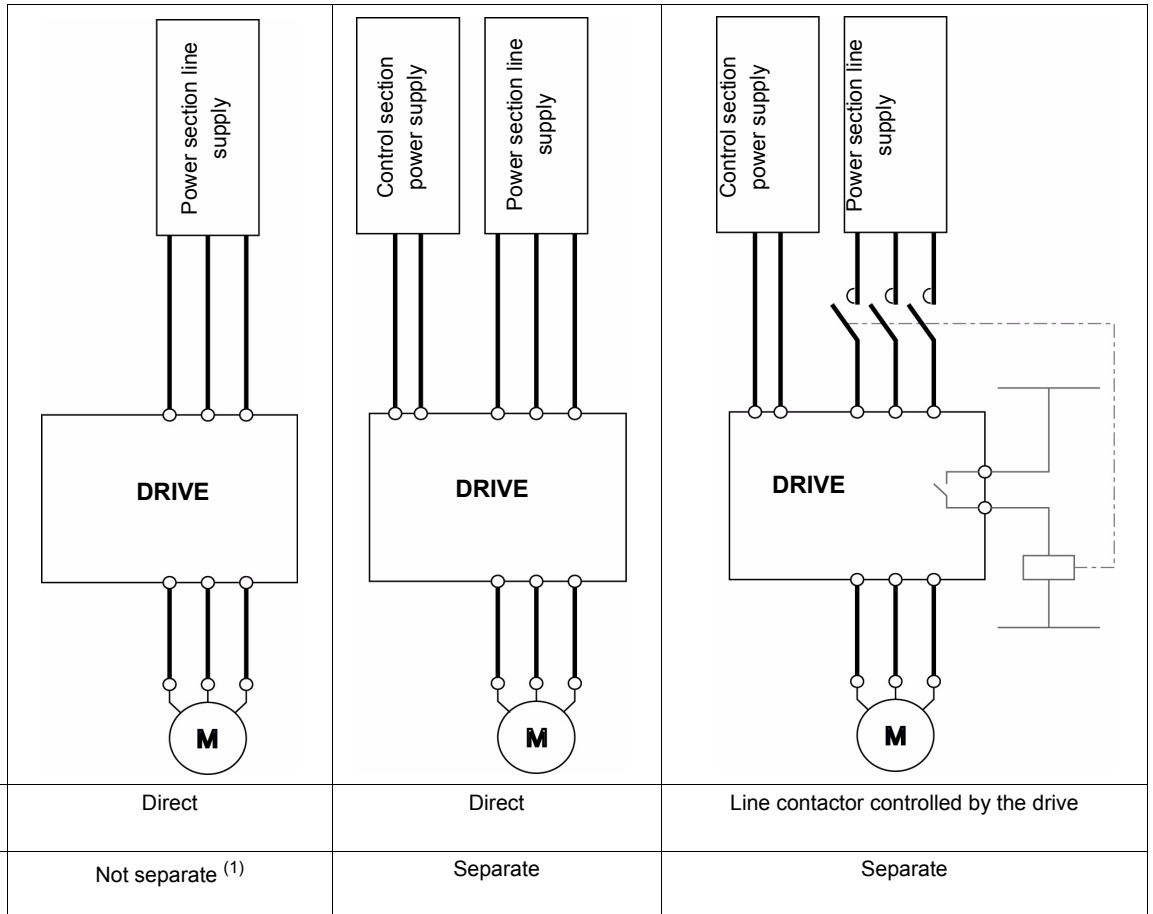 Power section line
supply
Control section
power supply
Power section line
supply
Control section
power supply
Power section line
supply
DRIVE
DRIVE
DRIVE
M
M
M
Direct
Direct
Line contactor controlled by the drive
Not separate (1)
Separate
Separate